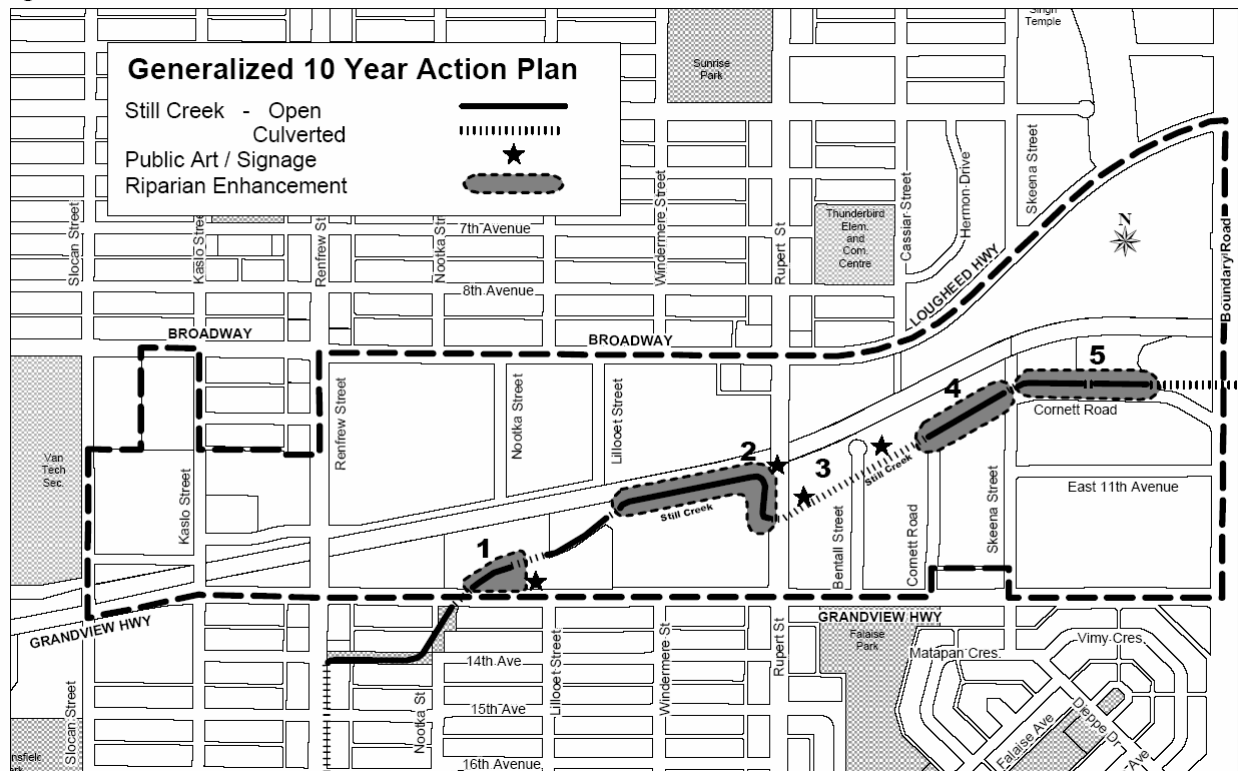 Singh
Temple
Generalized 10 Year Action Plan
Still Creek - Open
Culverted
Public Art / Signage
Riparian Enhancement
Sunrise
Park
Slocan Street
Kaslo Street
Renfrew St
Nootka St
Windermere Street
Rupert St
Cassiar Street
Hermon Drive
Skeena Street
Boundary Road
7th Avenue
Thunderbird
Elem.
and
Com.
Centre
N
8th Avenue
LOUGHEED HWY
BROADWAY
BROADWAY
Renfrew Street
Nootka Street
Lillooet Street
5
4
Cornett Road
2
3
Van
Tech
Sec.
Kaslo Street
Still Creek
Still Creek
East 11th Avenue
1
Bentall Street
Cornett Road
Skeena Street
GRANDVIEW HWY
GRANDVIEW HWY
Falaise
Park
Vimy Cres.
Matapan Cres.
14th Ave
Lillooet Street
Windermere St
Rupert St
Slocan Street
Nootka St
15th Ave
Dieppe Dr
Falaise Ave
16th Avenue